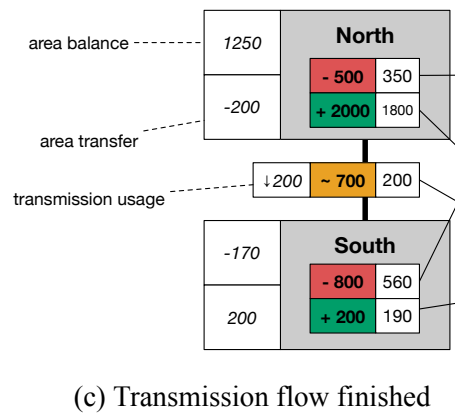 area balance
1250
North
- 500 350
-200
+ 2000 1800
area transfer
↓200 ~ 700 200
transmission usage
-170
South
- 800 560
200
+ 200 190
(c) Transmission flow finished